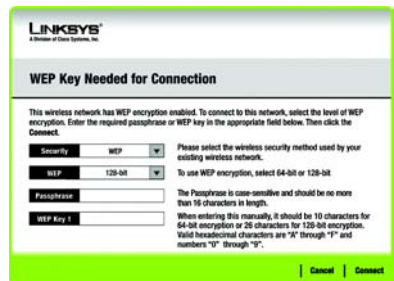 LINKSYS®
A Division of Cisco Systems, Inc.
WEP Key Needed for Connection
This wireless network has WEP encryption enabled. To connect to this network, select the level of WEP
encryption. Enter the required passphrase or WEP key in the appropriate field below. Then click the
Connect.
Security WEP Please select the wireless security method used by your
existing wireless network.
WEP 128-bit To use WEP encryption, select 64-bit or 128-bit
Passphrase The Passphrase is case-sensitive and should be no more
than 16 characters in length.
WEP Key 1 When entering this manually, it should be 10 characters for
64-bit encryption or 26 characters for 128-bit encryption.
Valid hexadecimal characters are "A" through "F" and
numbers "0" through "9".
Cancel Connect